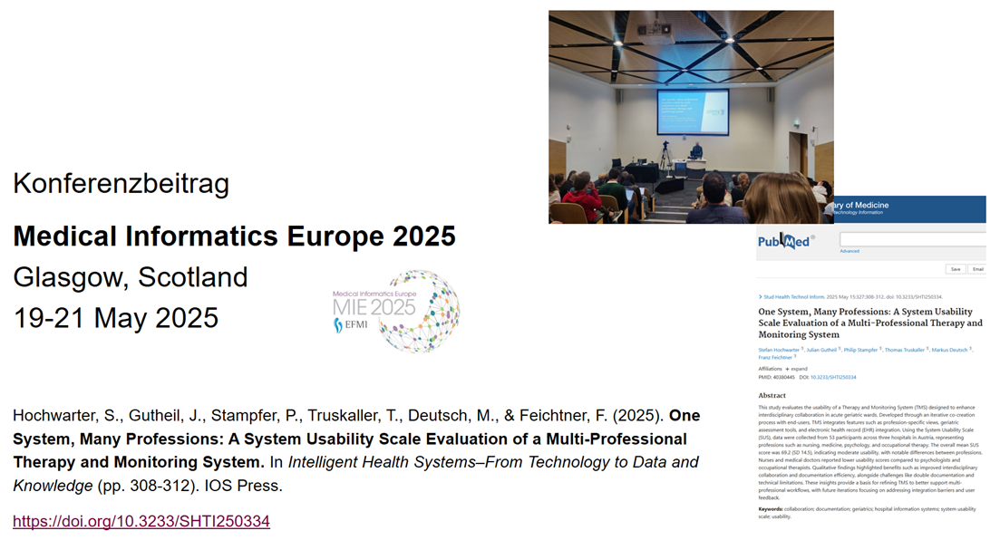 Konferenzbeitrag
Medical Informatics Europe 2025
Glasgow, Scotland
19-21 May 2025
Medical Informatics Europe
MIE 2025
EFMI
Hochwarter, S., Gutheil, J., Stampfer, P., Truskaller, T., Deutsch, M., & Feichtner, F. (2025). One
System, Many Professions: A System Usability Scale Evaluation of a Multi-Professional
Therapy and Monitoring System. In Intelligent Health Systems–From Technology to Data and
Knowledge (pp. 308-312). IOS Press.
https://doi.org/10.3233/SHTI250334
ary of Medicine
technology Information
PubMed
Advanced
Save
Email
Stud Health Technol Inform. 2025 May 15:327:308-312. doi: 10.3233/SHTI250334.
One System, Many Professions: A System Usability
Scale Evaluation of a Multi-Professional Therapy and
Monitoring System
Stefan Hochwarter 1, Julian Gutheil 1, Philip Stampfer 1, Thomas Truskaller 1, Markus Deutsch 1,
Franz Feichtner 1
Affiliations + expand
PMID: 40380445 DOI: 10.3233/SHTI250334
Abstract
This study evaluates the usability of a Therapy and Monitoring System (TMS) designed to enhance
interdisciplinary collaboration in acute geriatric wards. Developed through an iterative co-creation
process with end-users, TMS integrates features such as profession-specific views, geriatric
assessment tools, and electronic health record (EHR) integration. Using the System Usability Scale
(SUS), data were collected from 53 participants across three hospitals in Austria, representing
professions such as nursing, medicine, psychology, and occupational therapy. The overall mean SUS
score was 69.2 (SD 14.5), indicating moderate usability, with notable differences between professions.
Nurses and medical doctors reported lower usability scores compared to psychologists and
occupational therapists. Qualitative findings highlighted benefits such as improved interdisciplinary
collaboration and documentation efficiency, alongside challenges like double documentation and
technical limitations. These insights provide a basis for refining TMS to better support multi-
professional workflows, with future iterations focusing on addressing integration barriers and user
feedback.
Keywords: collaboration; documentation; geriatrics; hospital information systems; system usability
scale; usability.